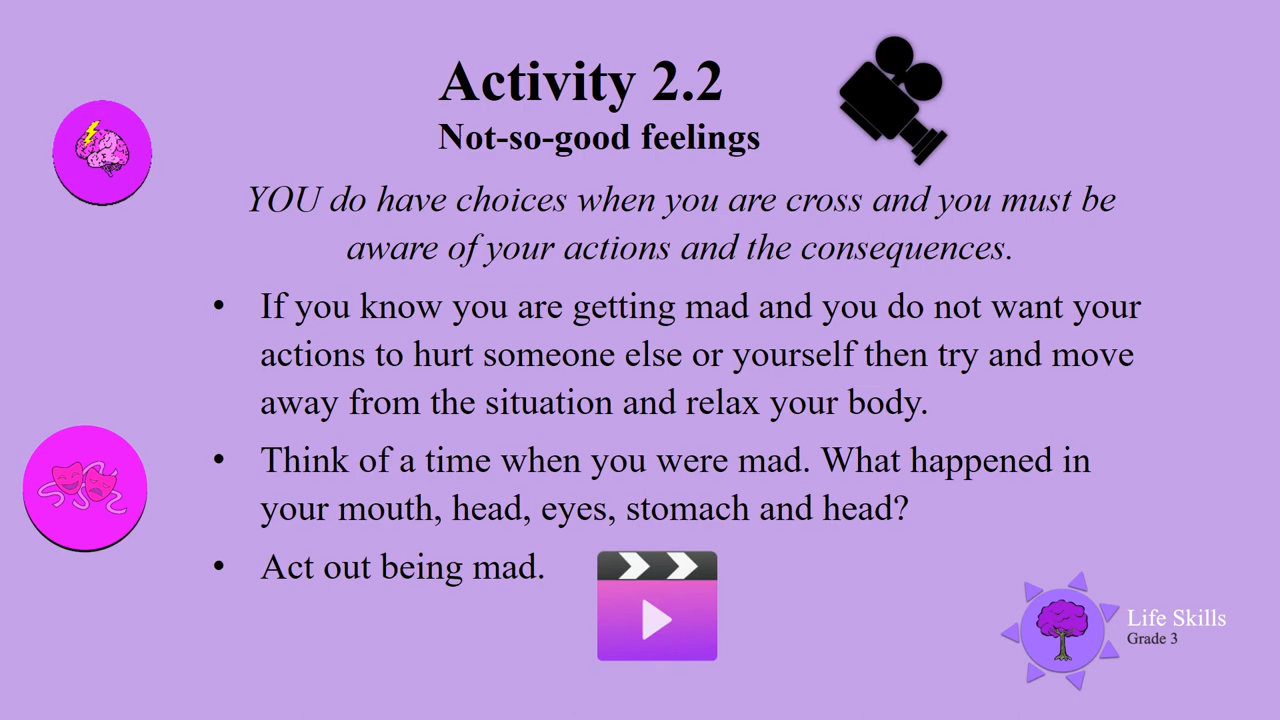 Activity 2.2
Not-so-good feelings
YOU do have choices when you are cross and you must be
aware of your actions and the consequences.
• If you know you are getting mad and you do not want your
actions to hurt someone else or yourself then try and move
away from the situation and relax your body.
• Think of a time when you were mad. What happened in
your mouth, head, eyes, stomach and head?
• Act out being mad.
Life Skills
Grade 3